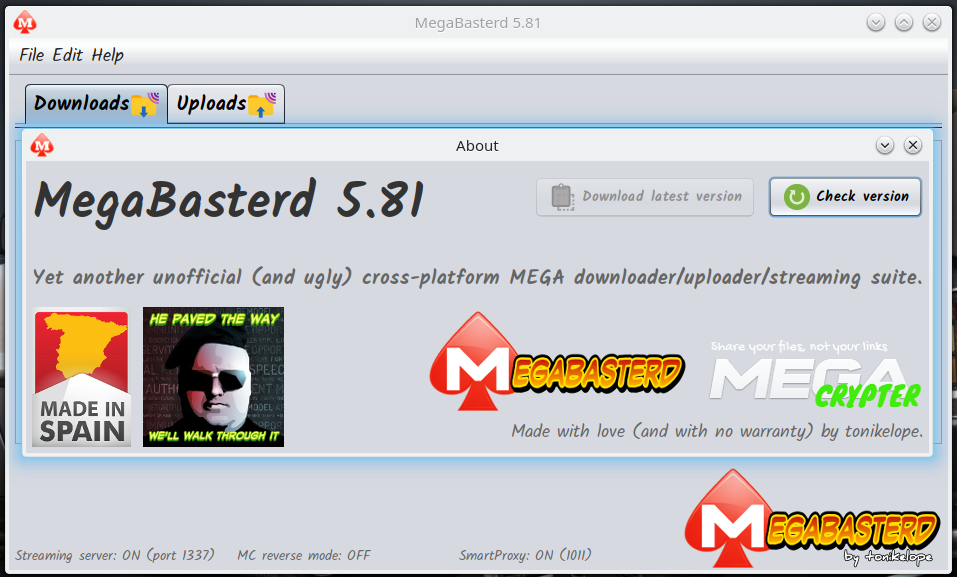 MegaBasterd 5.81
File Edit Help
Downloads
Uploads
About
MegaBasterd 5.81
Download latest version
Check version
Yet another unofficial (and ugly) cross-platform MEGA downloader/uploader/streaming suite.
MADE IN
SPAIN
HE PAVED THE WAY
WE'LL WALK THROUGH IT
MEGABASTERD
Share your files, not your links
MEGA
CRYPTER
Made with love (and with no warranty) by tonikelope.
MEGABASTERD
by tonikelope
Streaming server: ON (port 1337)
MC reverse mode: OFF
SmartProxy: ON (1011)